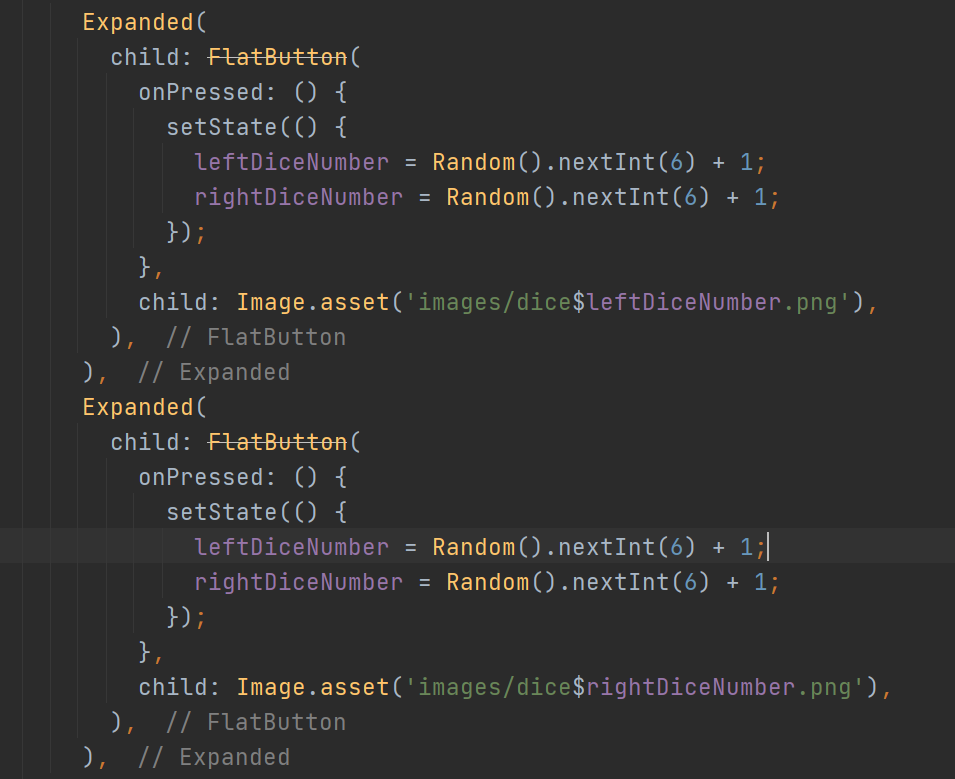 Expanded(
child: FlatButton(
onPressed: () {
setState(() {
leftDiceNumber = Random().nextInt(6) + 1;
rightDiceNumber = Random().nextInt(6) + 1;
});
},
child: Image.asset('images/dice$leftDiceNumber.png'),
), // FlatButton
), // Expanded
Expanded(
child: FlatButton(
onPressed: () {
setState(() {
leftDiceNumber = Random().nextInt(6) + 1;
rightDiceNumber = Random().nextInt(6) + 1;
});
},
child: Image.asset('images/dice$rightDiceNumber.png'),
), // FlatButton
), // Expanded